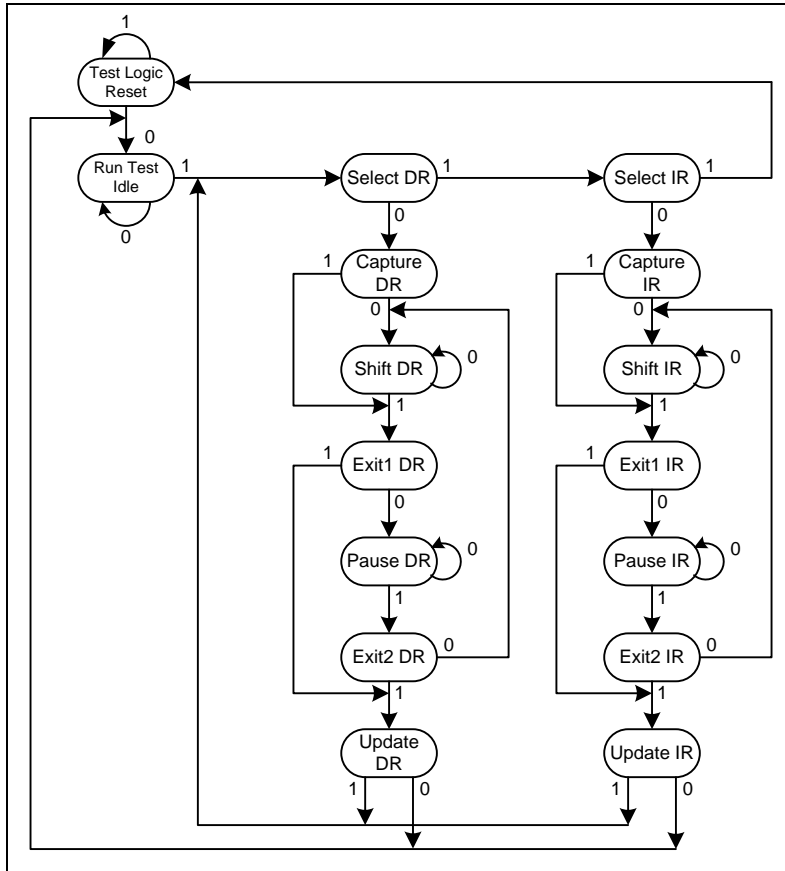 1
Test Logic
Reset
0
Run Test
Idle
1
0
Select DR
1
Select IR
1
0
0
Capture
DR
1
0
Capture
IR
1
0
Shift DR
0
1
Shift IR
0
1
Exit1 DR
1
0
Exit1 IR
1
0
Pause DR
0
1
Pause IR
0
1
Exit2 DR
0
1
Exit2 IR
0
1
Update
DR
1
0
Update IR
1
0